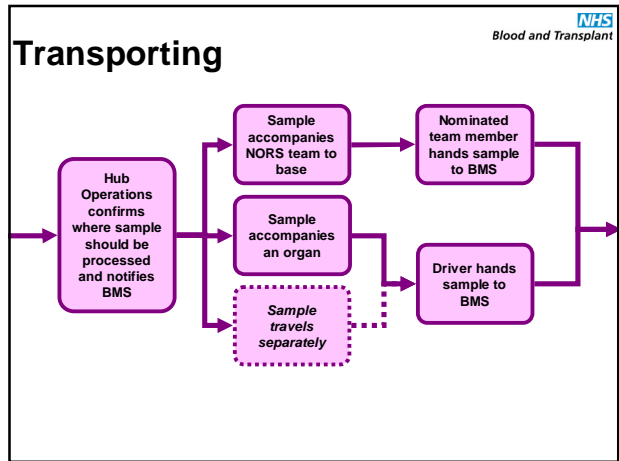 NHS
Blood and Transplant
Transporting
Hub
Operations
confirms
where sample
should be
processed
and notifies
BMS
Sample
accompanies
NORS team to
base
Nominated
team member
hands sample
to BMS
Sample
accompanies
an organ
Driver hands
sample to
BMS
Sample
travels
separately